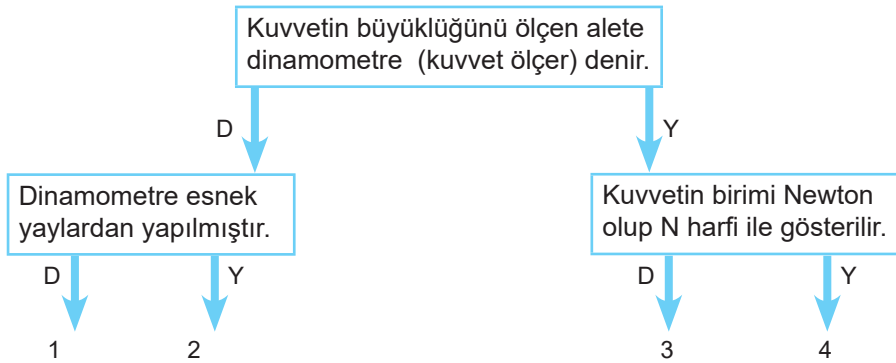 Kuvvetin büyüklüğünü ölçen alete
dinamometre (kuvvet ölçer) denir.
D
Y
Dinamometre esnek
yaylardan yapılmıştır.
Kuvvetin birimi Newton
olup N harfi ile gösterilir.
D
Y
D
Y
1
2
3
4